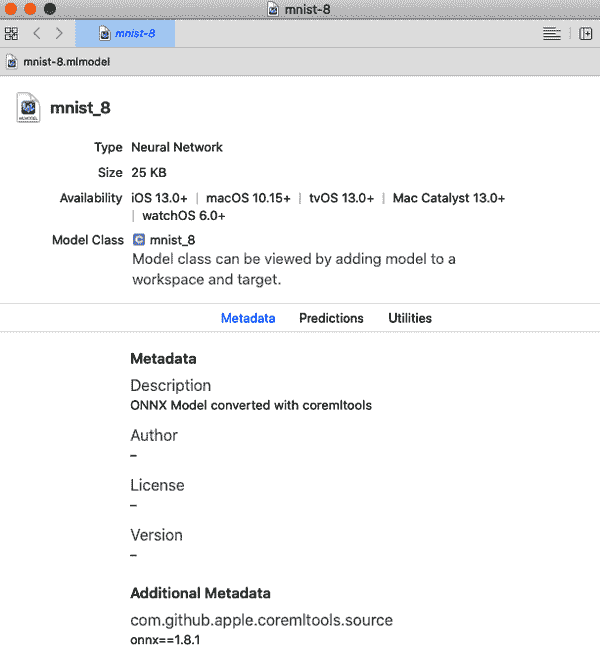 mnist-8
mnist-8
mnist-8.mlmodel
mnist_8
Type Neural Network
Size 25 KB
Availability iOS 13.0+ | macOS 10.15+ | tvOS 13.0+ | Mac Catalyst 13.0+
| watchOS 6.0+
Model Class mnist_8
Model class can be viewed by adding model to a
workspace and target.
Metadata Predictions Utilities
Metadata
Description
ONNX Model converted with coremltools
Author
–
License
–
Version
–
Additional Metadata
com.github.apple.coremltools.source
onnx==1.8.1